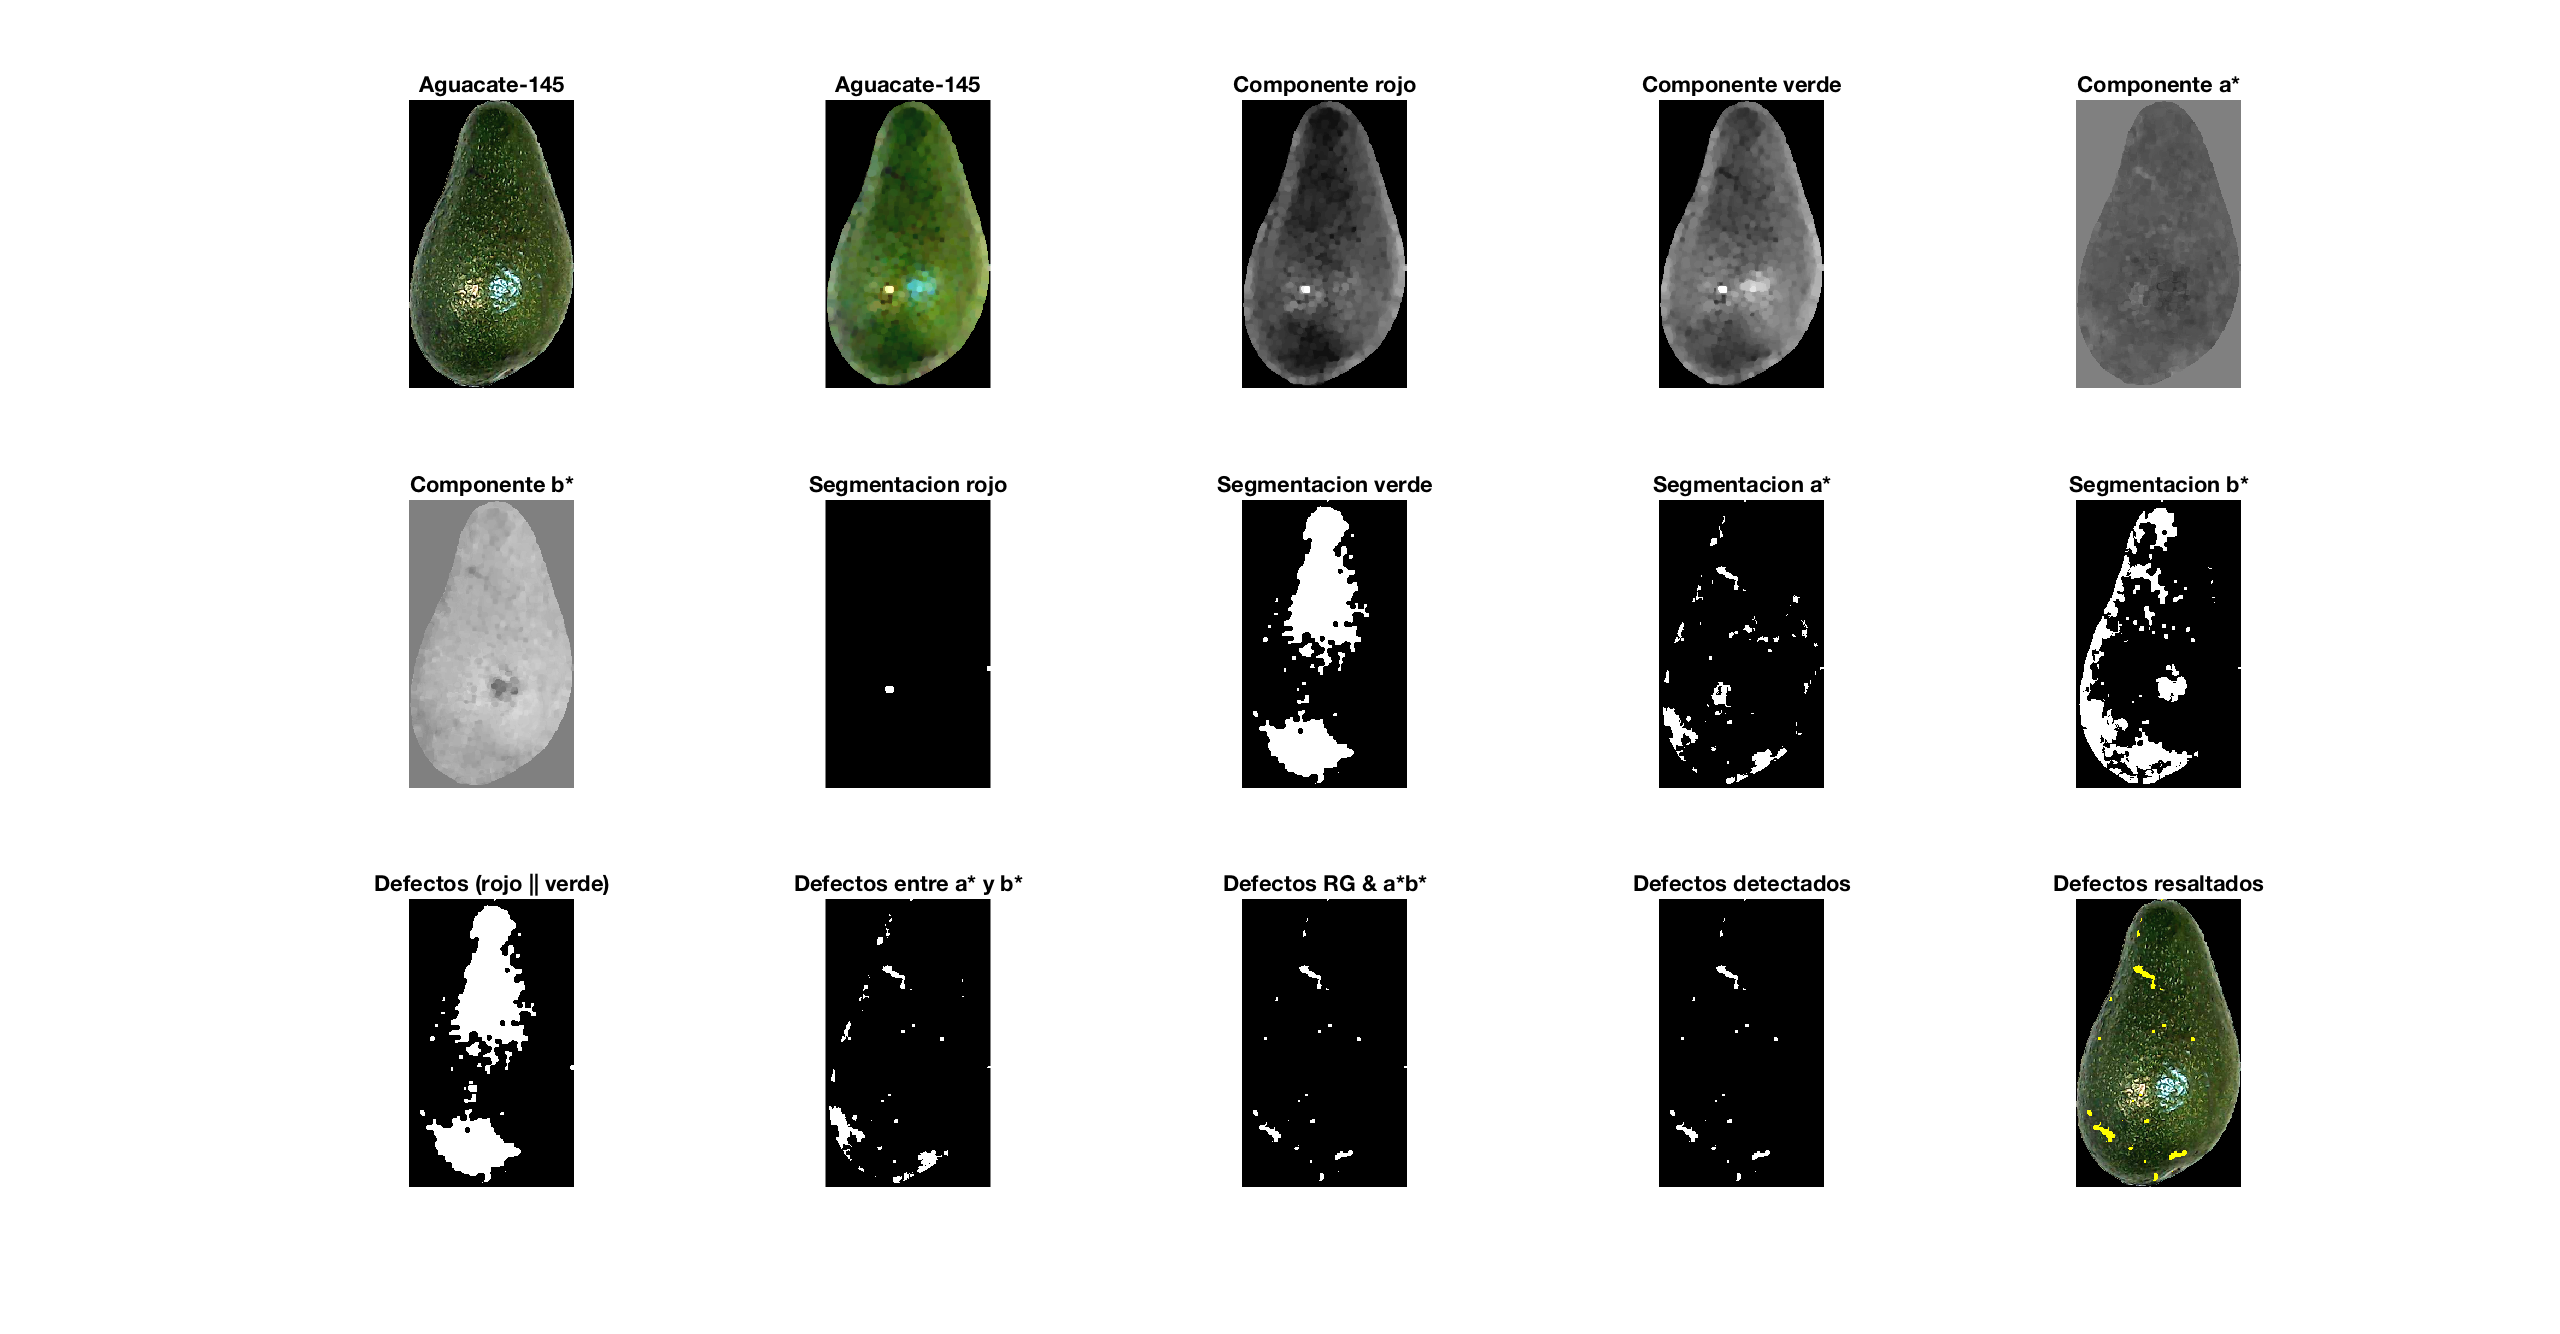 Aguacate-145
Aguacate-145
Componente rojo
Componente verde
Componente a*
Componente b*
Segmentacion rojo
Segmentacion verde
Segmentacion a*
Segmentacion b*
Defectos (rojo || verde)
Defectos entre a* y b*
Defectos RG & a*b*
Defectos detectados
Defectos resaltados